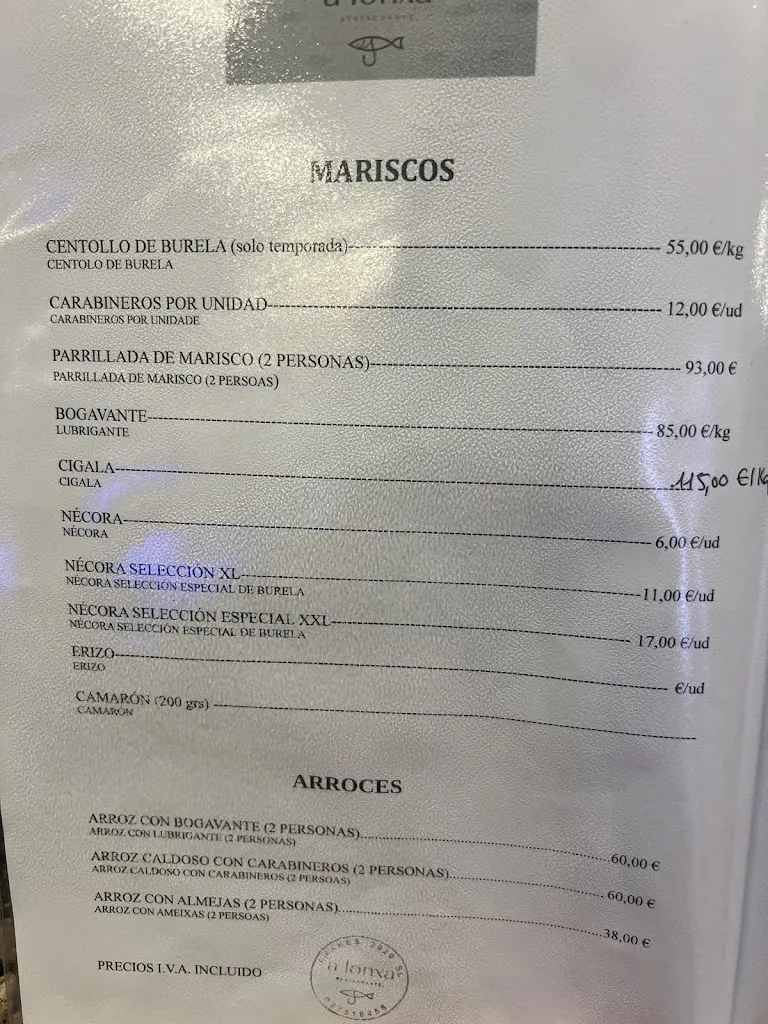 a lonxa
MARISCOS
CENTOLLO DE BURELA (solo temporada)---55,00 €/kg
CENTOLO DE BURELA
CARABINEROS POR UNIDAD---12,00 €/ud
CARABINEROS POR UNIDADE
PARRILLADA DE MARISCO (2 PERSONAS)---93,00 €
PARRILLADA DE MARISCO (2 PERSOAS)
BOGAVANTE---85,00 €/kg
LUBRIGANTE
CIGALA---115,00 €/kg
CIGALA
NÉCORA---6,00 €/ud
NÉCORA
NÉCORA SELECCIÓN XL---11,00 €/ud
NÉCORA SELECCIÓN ESPECIAL DE BURELA
NÉCORA SELECCIÓN ESPECIAL XXL---17,00 €/ud
NÉCORA SELECCIÓN ESPECIAL DE BURELA
ERIZO---€/ud
ERIZO
CAMARÓN (200 grs)---
CAMARÓN
ARROCES
ARROZ CON BOGAVANTE (2 PERSONAS)...60,00 €
ARROZ CON LUBRIGANTE (2 PERSONAS)
ARROZ CALDOSO CON CARABINEROS (2 PERSONAS)...60,00 €
ARROZ CALDOSO CON CARABINEROS (2 PERSOAS)
ARROZ CON ALMEJAS (2 PERSONAS)...38,00 €
ARROZ CON AMEIXAS (2 PERSOAS)
PRECIOS I.V.A. INCLUIDO
2020 SL
a lonxa